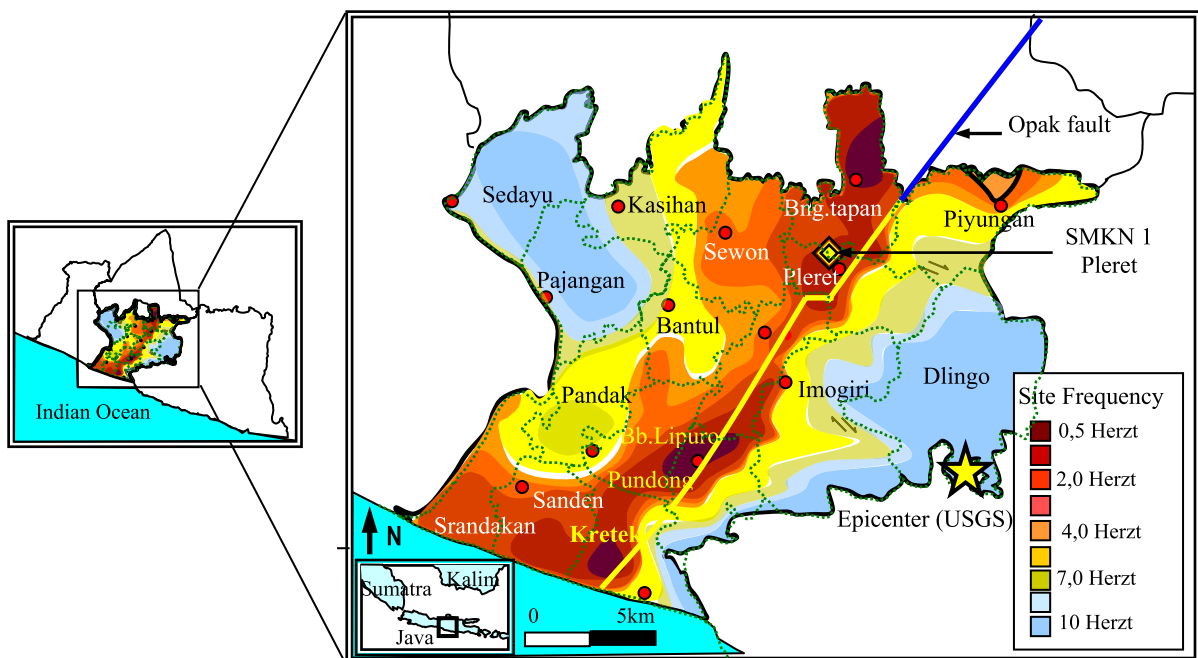 Opak fault
Sedayu
Kasihan
Bng.tapan
Piyungan
Sewon
SMKN 1
Pleret
Pleret
Pajangan
Bantul
Indian Ocean
Pandak
Imogiri
Dlingo
Bb.Lipuro
Pundong
Sanden
Srandakan
Kretek
Epicenter (USGS)
N
Sumatra
Kalim
Java
0
5km
Site Frequency
0,5 Herzt
2,0 Herzt
4,0 Herzt
7,0 Herzt
10 Herzt